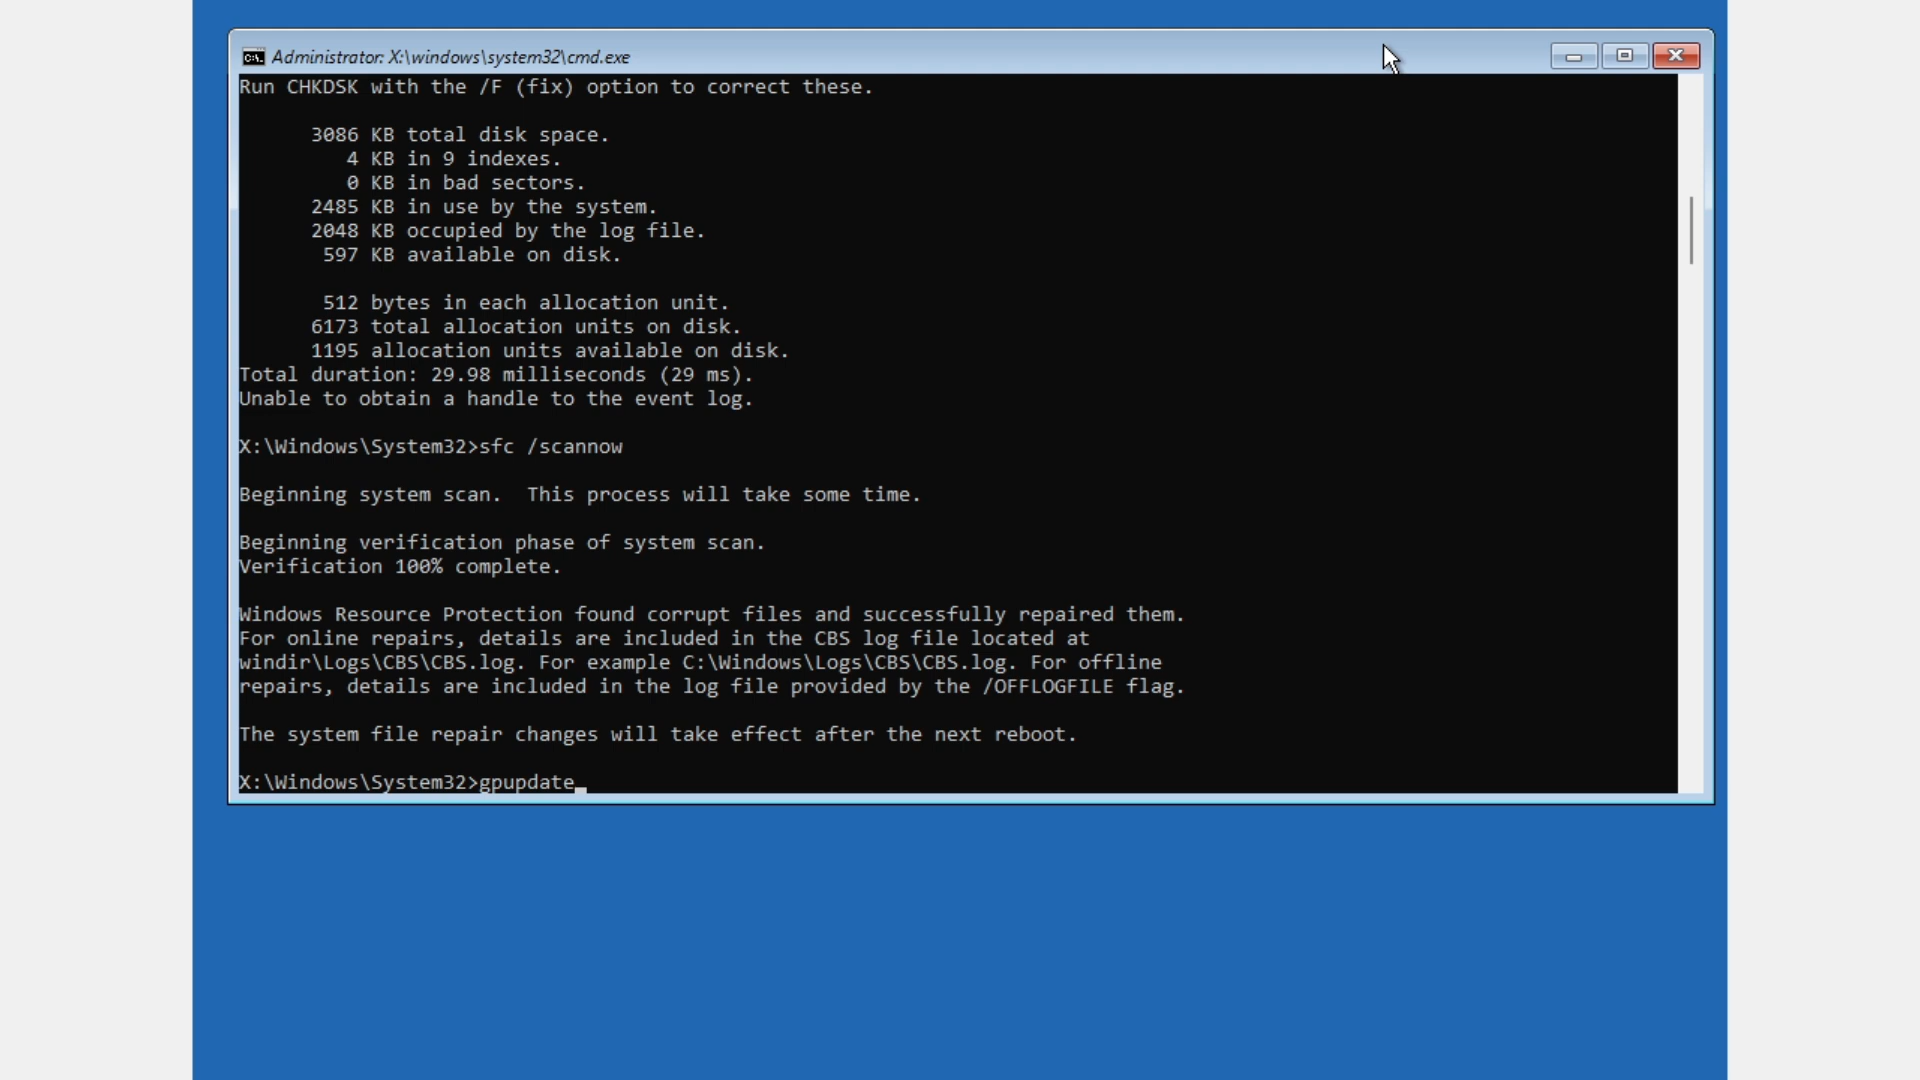 Administrator: X:\windows\system32\cmd.exe
Run CHKDSK with the /F (fix) option to correct these.
3086 KB total disk space.
4 KB in 9 indexes.
0 KB in bad sectors.
2485 KB in use by the system.
2048 KB occupied by the log file.
597 KB available on disk.
512 bytes in each allocation unit.
6173 total allocation units on disk.
1195 allocation units available on disk.
Total duration: 29.98 milliseconds (29 ms).
Unable to obtain a handle to the event log.
X:\Windows\System32>sfc /scannow
Beginning system scan.  This process will take some time.
Beginning verification phase of system scan.
Verification 100% complete.
Windows Resource Protection found corrupt files and successfully repaired them.
For online repairs, details are included in the CBS log file located at
windir\Logs\CBS\CBS.log. For example C:\Windows\Logs\CBS\CBS.log. For offline
repairs, details are included in the log file provided by the /OFFLOGFILE flag.
The system file repair changes will take effect after the next reboot.
X:\Windows\System32>gpupdate